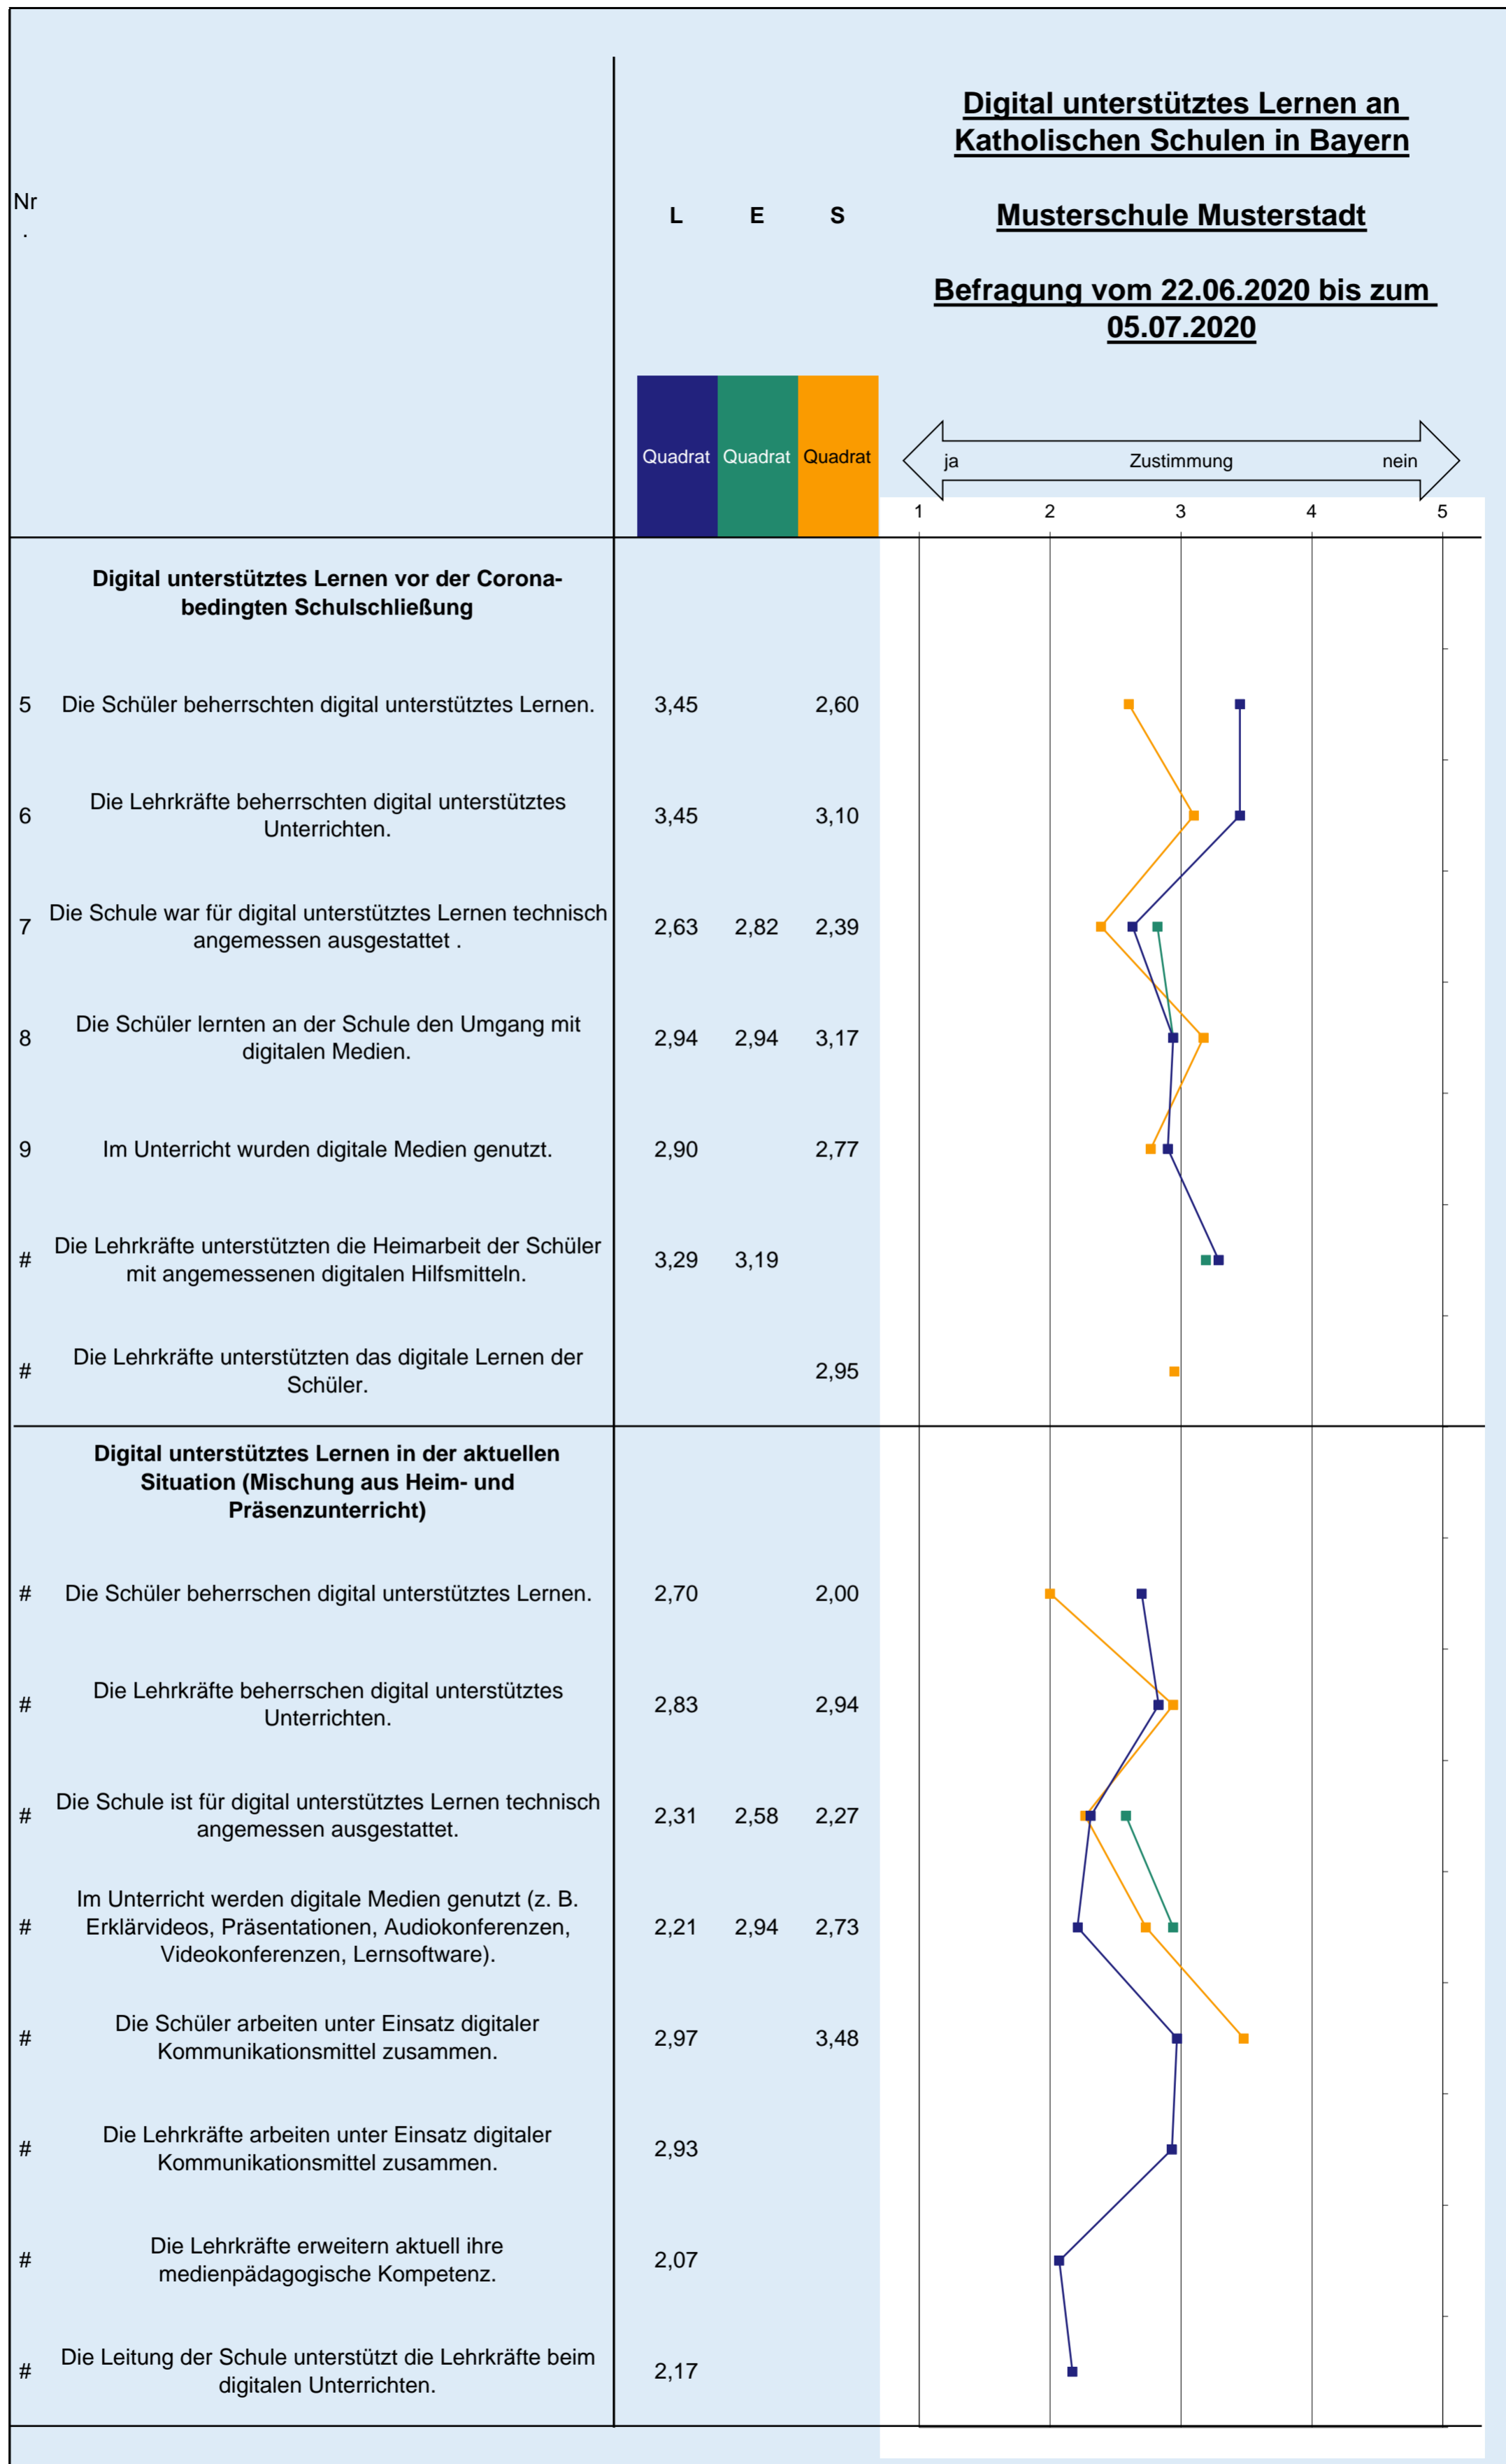 Digital unterstütztes Lernen an
Katholischen Schulen in Bayern
Musterschule Musterstadt
Befragung vom 22.06.2020 bis zum
05.07.2020
Nr
.
L E S
Quadrat Quadrat Quadrat
ja Zustimmung nein
1 2 3 4 5
Digital unterstütztes Lernen vor der Corona-
bedingten Schulschließung
5 Die Schüler beherrschten digital unterstütztes Lernen. 3,45 2,60
Die Lehrkräfte beherrschten digital unterstütztes
6 Unterrichten. 3,45 3,10
Die Schule war für digital unterstütztes Lernen technisch
7 angemessen ausgestattet . 2,63 2,82 2,39
Die Schüler lernten an der Schule den Umgang mit
8 digitalen Medien. 2,94 2,94 3,17
9 Im Unterricht wurden digitale Medien genutzt. 2,90 2,77
Die Lehrkräfte unterstützten die Heimarbeit der Schüler
# mit angemessenen digitalen Hilfsmitteln. 3,29 3,19
Die Lehrkräfte unterstützten das digitale Lernen der
# Schüler. 2,95
Digital unterstütztes Lernen in der aktuellen
Situation (Mischung aus Heim- und
Präsenzunterricht)
# Die Schüler beherrschen digital unterstütztes Lernen. 2,70 2,00
Die Lehrkräfte beherrschen digital unterstütztes
# Unterrichten. 2,83 2,94
Die Schule ist für digital unterstütztes Lernen technisch
# angemessen ausgestattet. 2,31 2,58 2,27
Im Unterricht werden digitale Medien genutzt (z. B.
# Erklärvideos, Präsentationen, Audiokonferenzen, 2,21 2,94 2,73
Videokonferenzen, Lernsoftware).
Die Schüler arbeiten unter Einsatz digitaler
# Kommunikationsmittel zusammen. 2,97 3,48
Die Lehrkräfte arbeiten unter Einsatz digitaler
# Kommunikationsmittel zusammen. 2,93
Die Lehrkräfte erweitern aktuell ihre
# medienpädagogische Kompetenz. 2,07
Die Leitung der Schule unterstützt die Lehrkräfte beim
# digitalen Unterrichten. 2,17